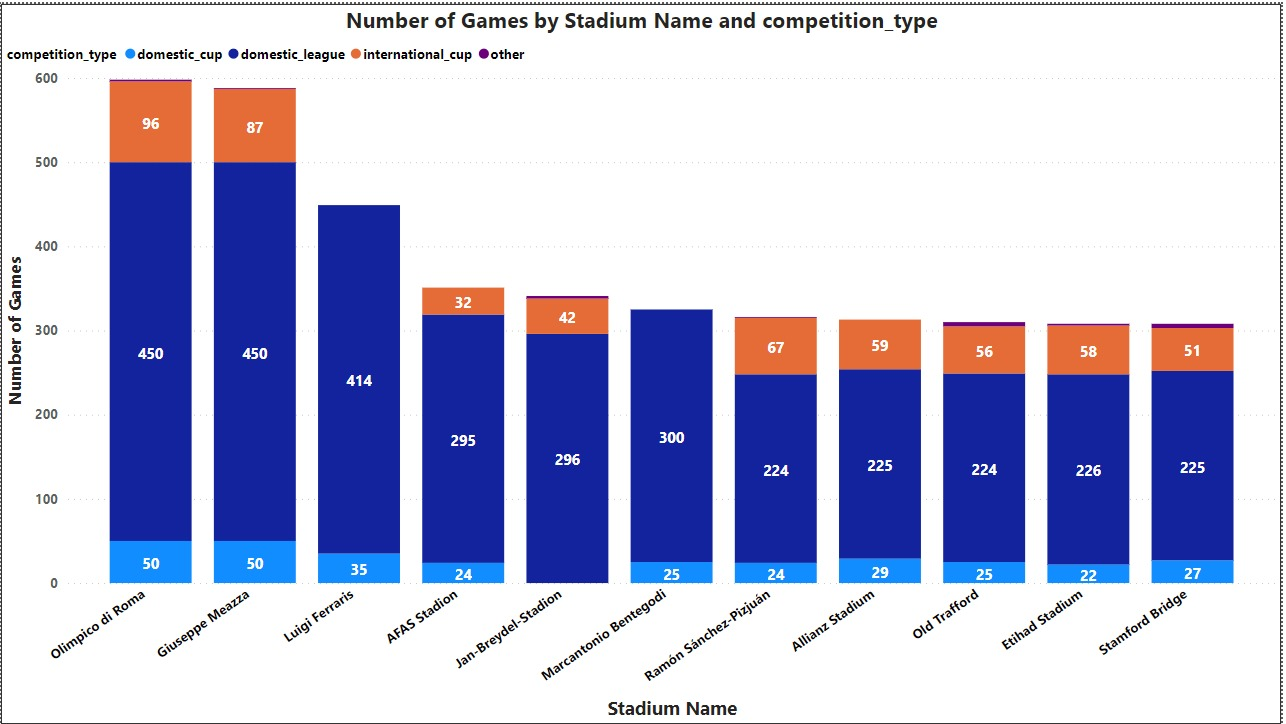 Number of Games by Stadium Name and competition_type
competition_type domestic_cup domestic_league international_cup other
Number of Games
600
500
400
300
200
100
0
96 87
450 450 414
50 50 35
32 42 67 59 56 58 51
295 296 300 224 225 224 226 225
24 25 24 29 25 22 27
Olimpico di Roma
Giuseppe Meazza
Luigi Ferraris
AFAS Stadion
Jan-Breydel-Stadion
Marcantonio Bentegodi
Ramón Sánchez-Pizjuán
Allianz Stadium
Old Trafford
Etihad Stadium
Stamford Bridge
Stadium Name